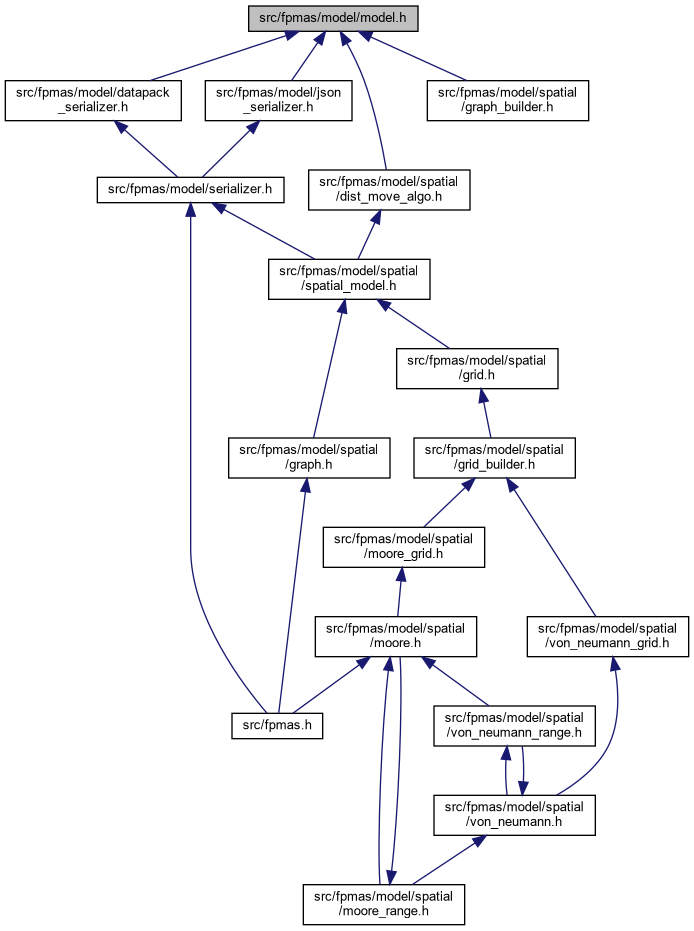 src/fpmas/model/model.h
src/fpmas/model/datapack
_serializer.h
src/fpmas/model/json
_serializer.h
src/fpmas/model/spatial
/graph_builder.h
src/fpmas/model/serializer.h
src/fpmas/model/spatial
/dist_move_algo.h
src/fpmas/model/spatial
/spatial_model.h
src/fpmas/model/spatial
/grid.h
src/fpmas/model/spatial
/graph.h
src/fpmas/model/spatial
/grid_builder.h
src/fpmas/model/spatial
/moore_grid.h
src/fpmas/model/spatial
/moore.h
src/fpmas/model/spatial
/von_neumann_grid.h
src/fpmas.h
src/fpmas/model/spatial
/von_neumann_range.h
src/fpmas/model/spatial
/von_neumann.h
src/fpmas/model/spatial
/moore_range.h